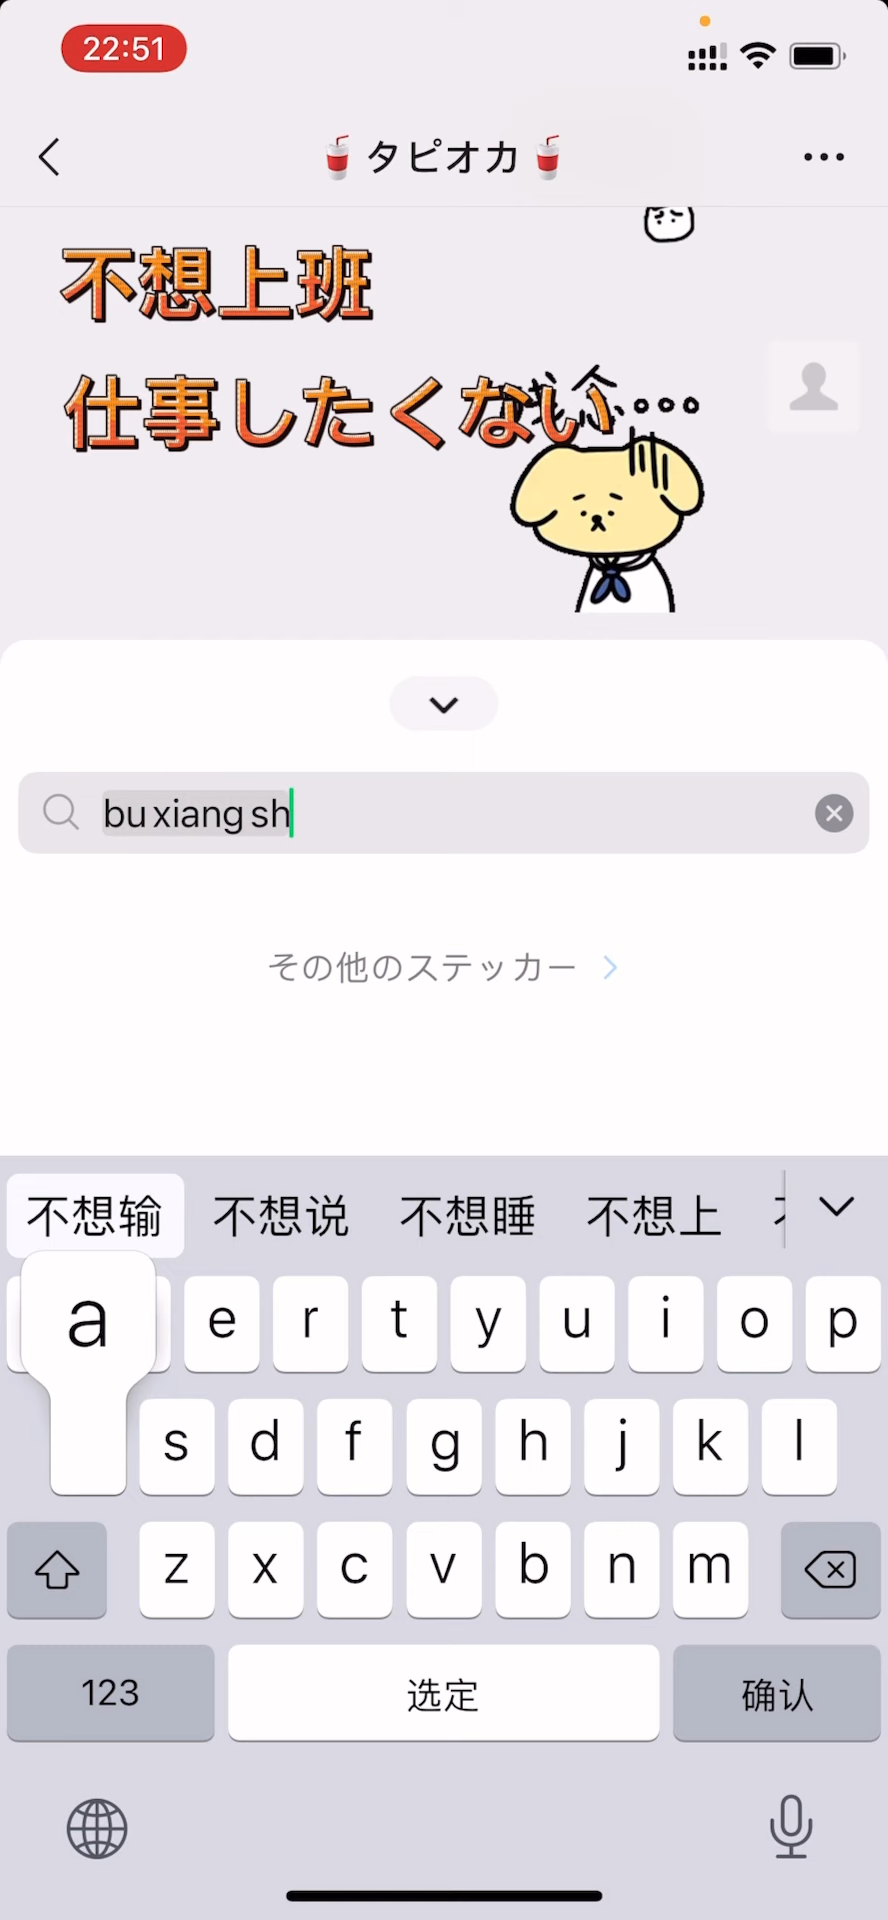 22:51
🥤タピオカ🥤
不想上班
仕事したくない
bu xiang sh
その他のステッカー
不想输 不想说 不想睡 不想上
a e r t y u i o p
s d f g h j k l
z x c v b n m
123 选定 确认